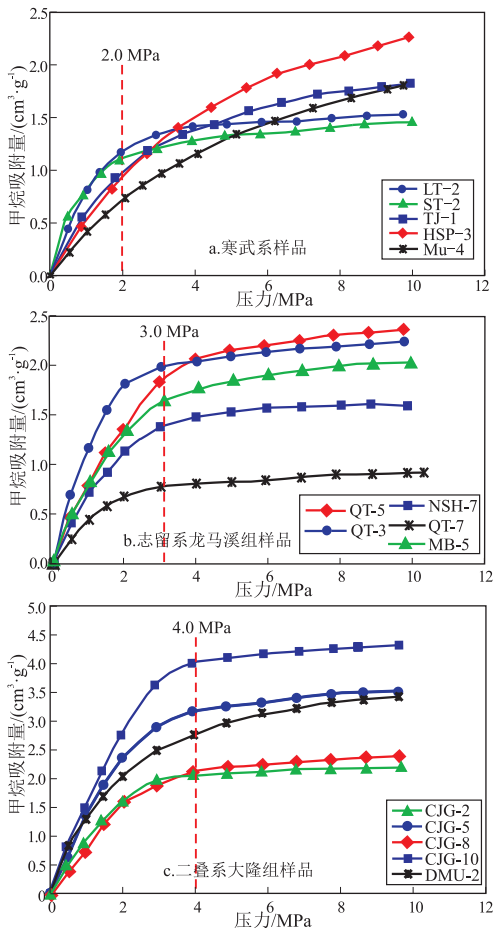 2.5
2.0 MPa
2.0
1.5
1.0
0.5
0.0
甲烷吸附量/(cm³·g⁻¹)
LT-2
ST-2
TJ-1
HSP-3
Mu-4
a.寒武系样品
0 2 4 6 8 10 12
压力/MPa
2.5
3.0 MPa
2.0
1.5
1.0
0.5
0.0
甲烷吸附量/(cm³·g⁻¹)
QT-5 NSH-7
QT-3 QT-7
MB-5
b.志留系龙马溪组样品
0 2 4 6 8 10 12
压力/MPa
5.0
4.0 MPa
4.5
4.0
3.5
3.0
2.5
2.0
1.5
1.0
0.5
0
甲烷吸附量/(cm³·g⁻¹)
CJG-2
CJG-5
CJG-8
CJG-10
DMU-2
c.二叠系大隆组样品
0 2 4 6 8 10 12
压力/MPa